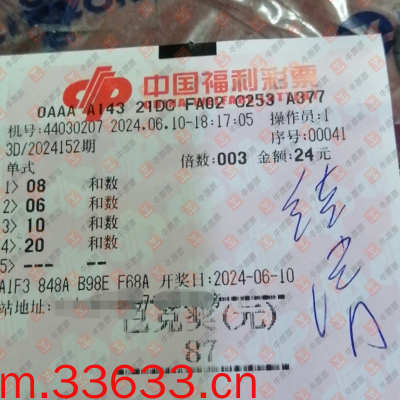 中国福利彩票
0AAA A143 21DC FA02 C253 A377
机号:44030207 2024.06.10-18:17:05 操作员:1
3D/2024152期 序号:00041
单式 倍数:003 金额:24元
1> 08 和数
2> 06 和数
3> 10 和数
4> 20 和数
5> --- --
A1F3 848A B98E F68A 开奖日:2024-06-10
站地址:
已兑奖(元)
87
m.33633.cn